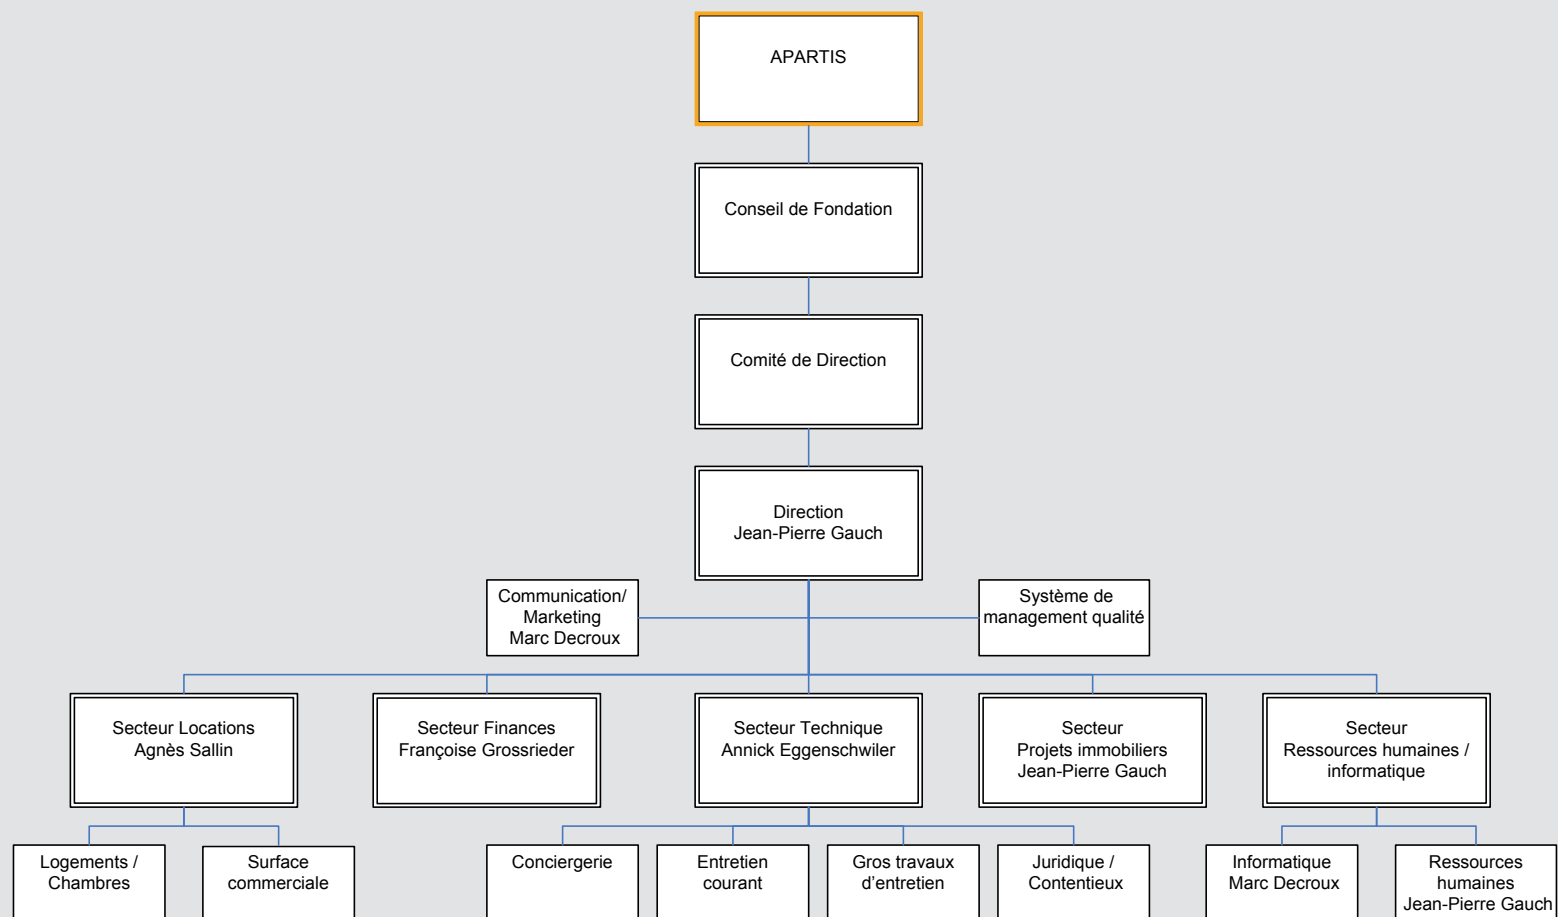 APARTIS
Conseil de Fondation
Comité de Direction
Direction
Jean-Pierre Gauch
Communication/
Marketing
Marc Decroux
Système de
management qualité
Secteur Locations
Agnès Sallin
Secteur Finances
Françoise Grossrieder
Secteur Technique
Annick Eggenschwiler
Secteur
Projets immobiliers
Jean-Pierre Gauch
Secteur
Ressources humaines /
informatique
Logements /
Chambres
Surface
commerciale
Conciergerie
Entretien
courant
Gros travaux
d’entretien
Juridique /
Contentieux
Informatique
Marc Decroux
Ressources
humaines
Jean-Pierre Gauch